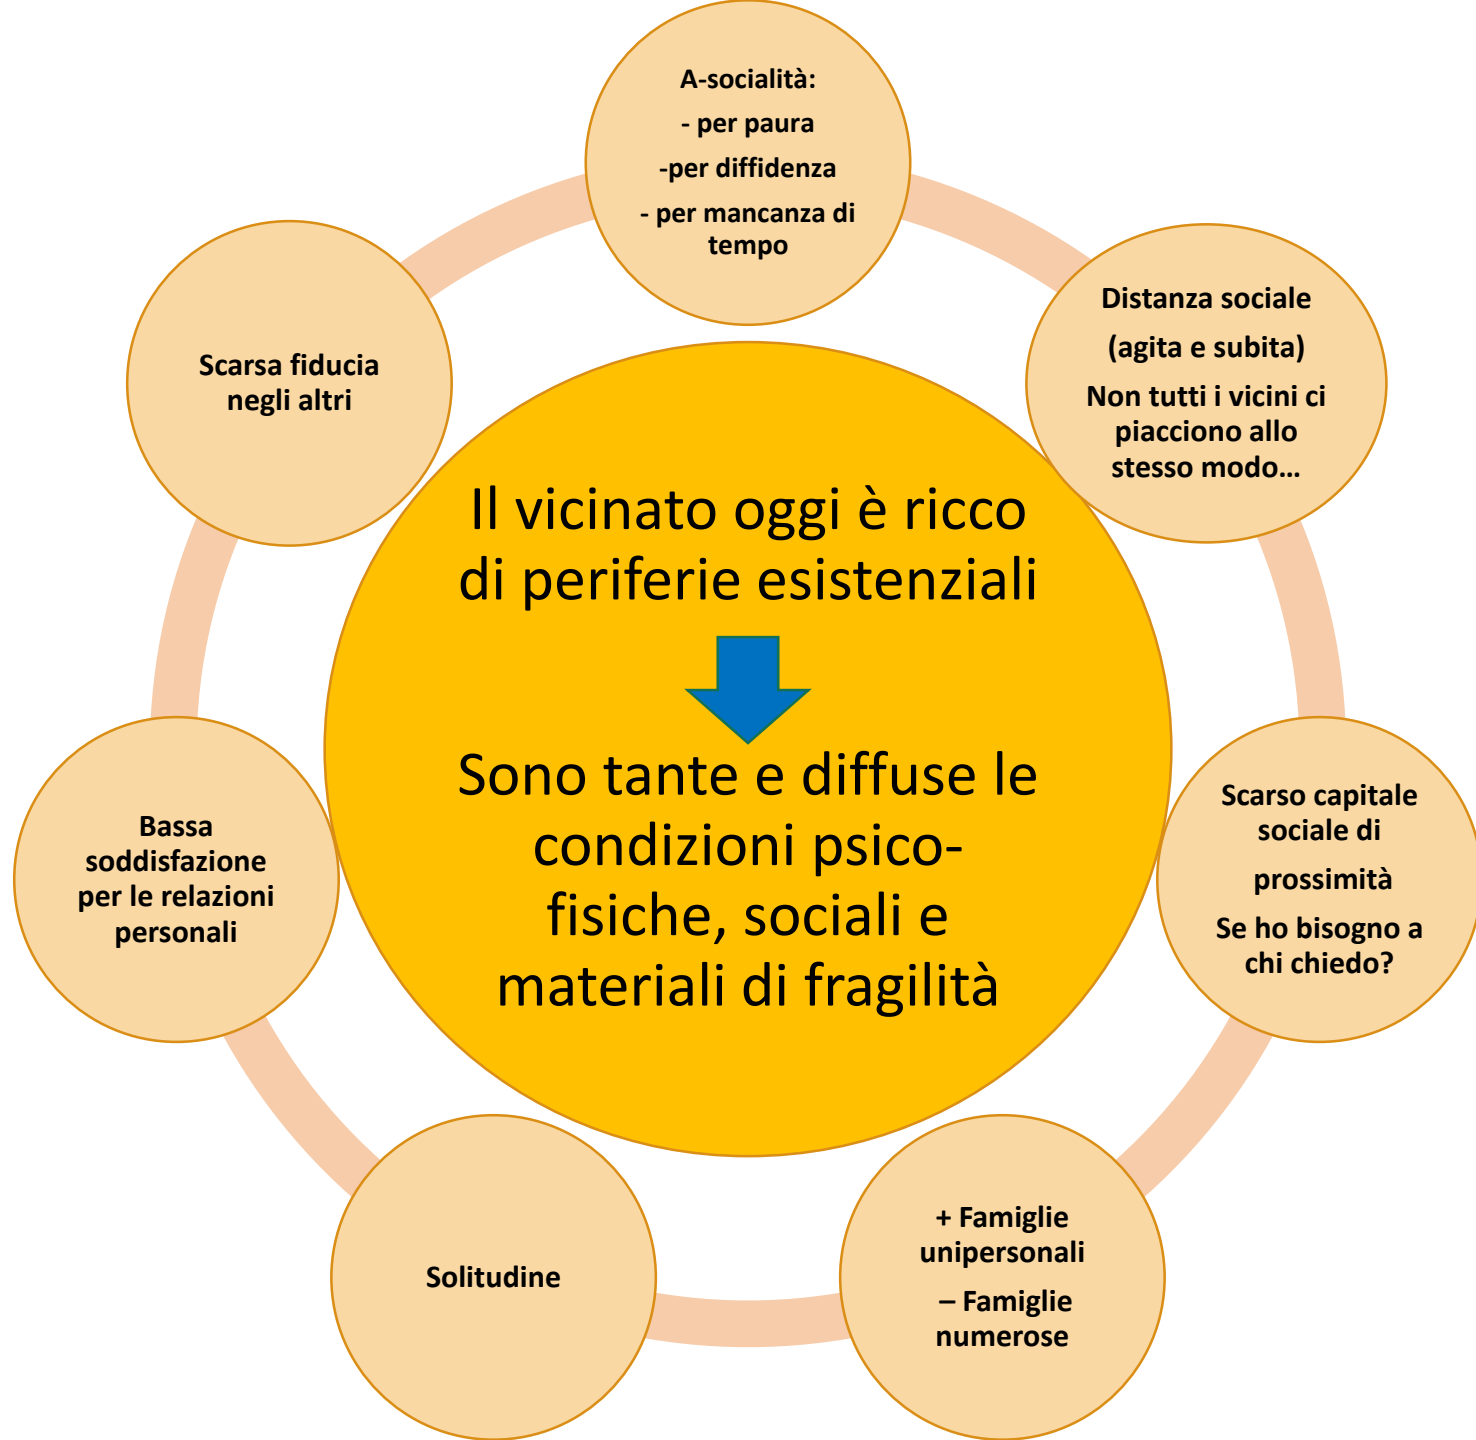 A-socialità:
- per paura
-per diffidenza
- per mancanza di
tempo
Distanza sociale
(agita e subita)
Non tutti i vicini ci
piacciono allo
stesso modo…
Scarso capitale
sociale di
prossimità
Se ho bisogno a
chi chiedo?
+ Famiglie
unipersonali
– Famiglie
numerose
Solitudine
Bassa
soddisfazione
per le relazioni
personali
Scarsa fiducia
negli altri
Il vicinato oggi è ricco
di periferie esistenziali
Sono tante e diffuse le
condizioni psico-
fisiche, sociali e
materiali di fragilità